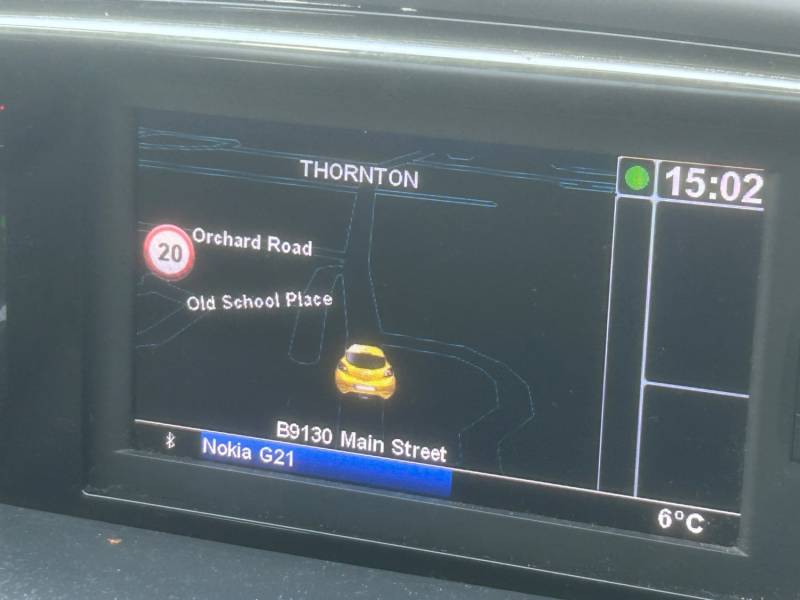 THORNTON
15:02
20
Orchard Road
Old School Place
B9130 Main Street
Nokia G21
6°C